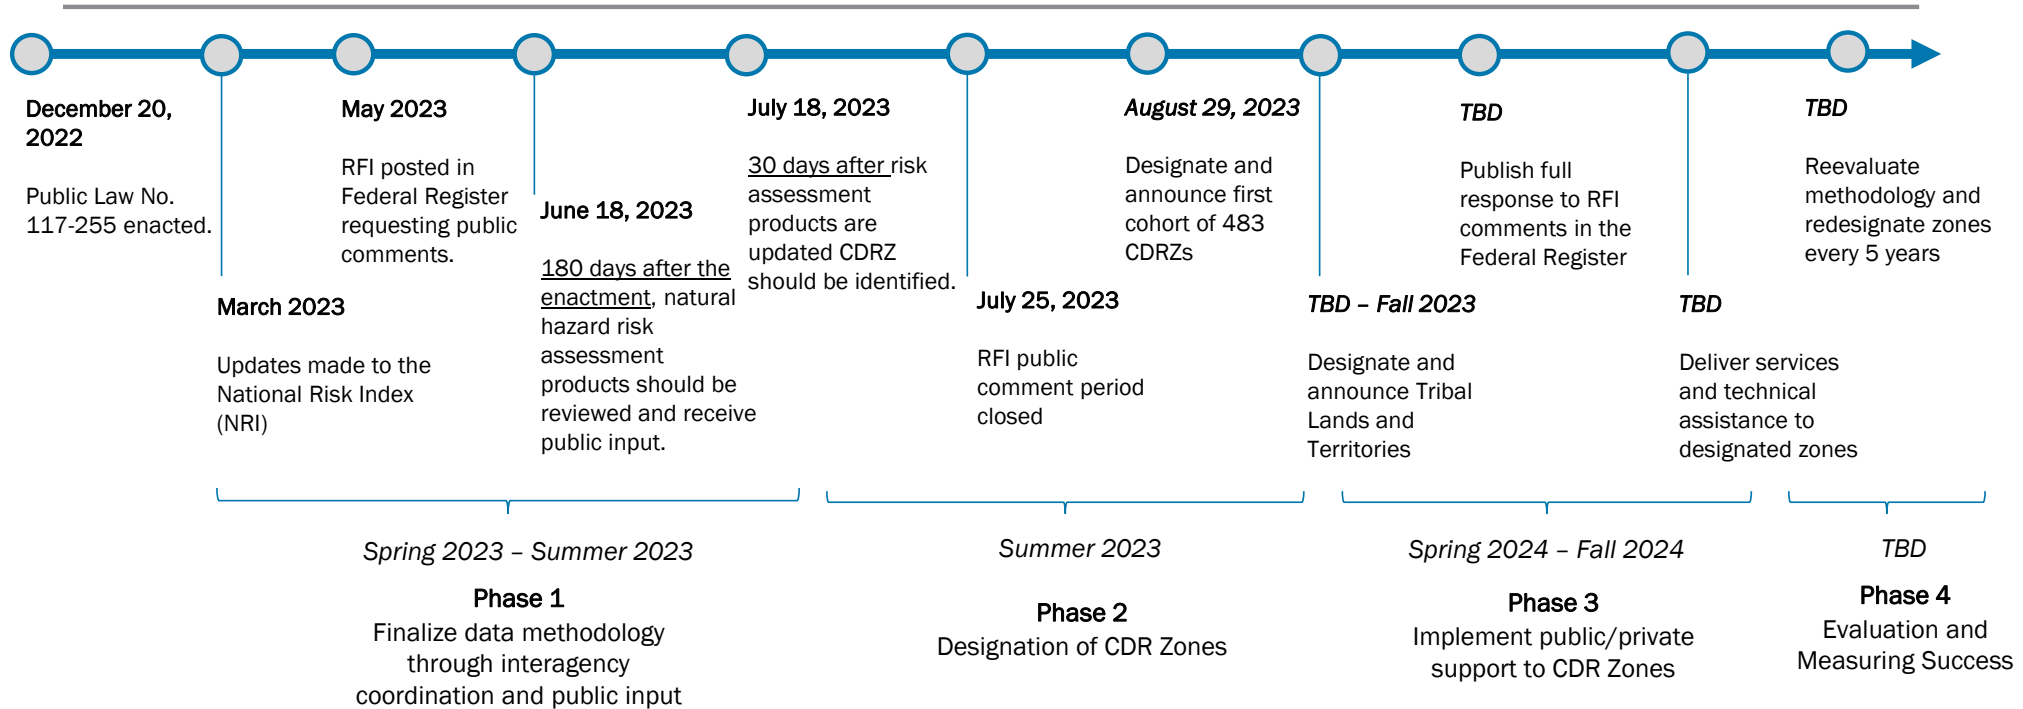 December 20,
2022
Public Law No.
117-255 enacted.
March 2023
Updates made to the
National Risk Index
(NRI)
May 2023
RFI posted in
Federal Register
requesting public
comments.
June 18, 2023
180 days after the
enactment, natural
hazard risk
assessment
products should be
reviewed and receive
public input.
July 18, 2023
30 days after risk
assessment
products are
updated CDRZ
should be identified.
July 25, 2023
RFI public
comment period
closed
August 29, 2023
Designate and
announce first
cohort of 483
CDRZs
TBD – Fall 2023
Designate and
announce Tribal
Lands and
Territories
TBD
Publish full
response to RFI
comments in the
Federal Register
TBD
Deliver services
and technical
assistance to
designated zones
TBD
Reevaluate
methodology and
redesignate zones
every 5 years
Spring 2023 – Summer 2023
Phase 1
Finalize data methodology
through interagency
coordination and public input
Summer 2023
Phase 2
Designation of CDR Zones
Spring 2024 – Fall 2024
Phase 3
Implement public/private
support to CDR Zones
TBD
Phase 4
Evaluation and
Measuring Success